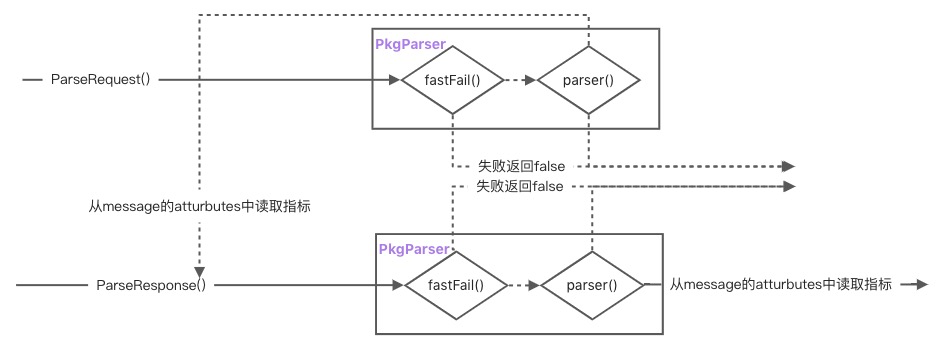 PkgParser
ParseRequest()
fastFail()
parser()
失败返回false
失败返回false
从message的atturbutes中读取指标
PkgParser
ParseResponse()
fastFail()
parser()
从message的atturbutes中读取指标